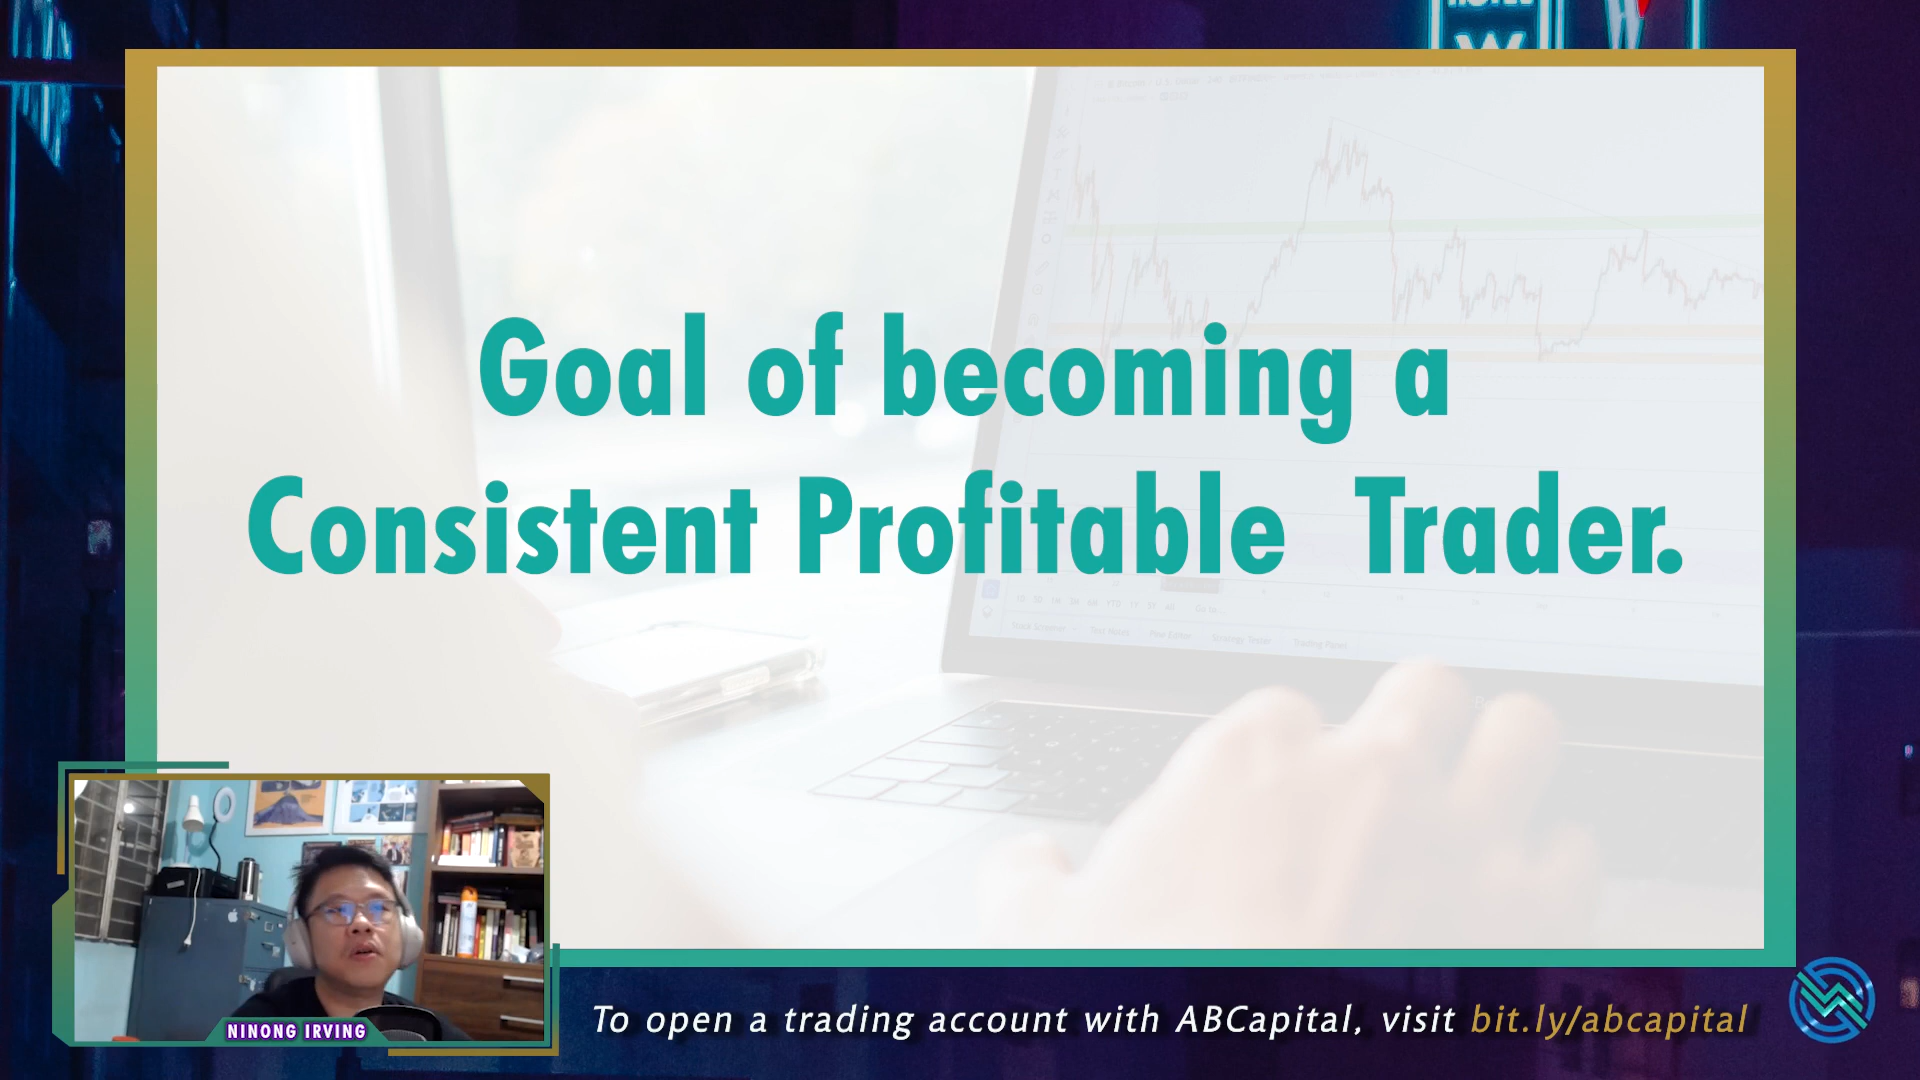 Goal of becoming a
Consistent Profitable Trader.
NINONG IRVING
To open a trading account with ABCapital, visit bit.ly/abcapital